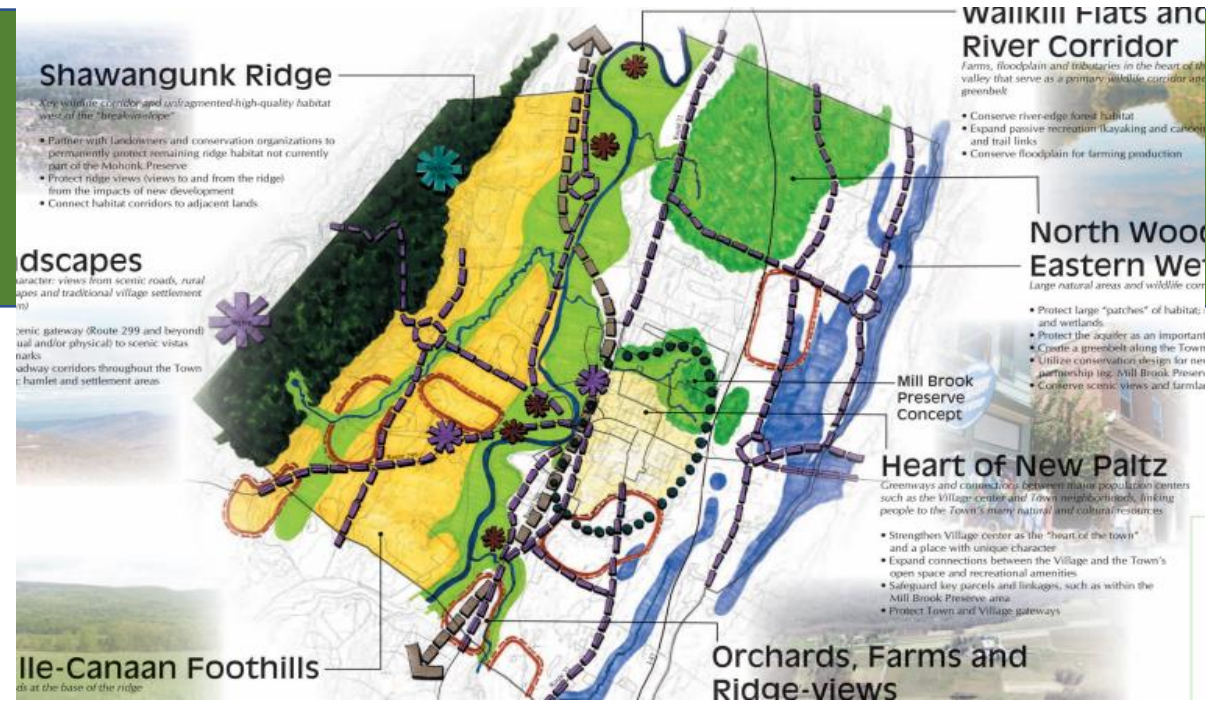 Shawangunk Ridge
Key wildlife corridor and unfragmented high-quality habitat
west of the "break-in-slope"
• Partner with landowners and conservation organizations to
permanently protect remaining ridge habitat not currently
part of the Mohonk Preserve
• Protect ridge views (views to and from the ridge)
from the impacts of new development
• Connect habitat corridors to adjacent lands
dscapes
character: views from scenic roads, rural
apes and traditional village settlement
cenic gateway (Route 299 and beyond)
ual and/or physical) to scenic vistas
marks
oadway corridors throughout the Town
c hamlet and settlement areas
lle-Canaan Foothills
ds at the base of the ridge
Wallkill Flats and
River Corridor
Farms, floodplain and tributaries in the heart of th
valley that serve as a primary wildlife corridor and
greenbelt
• Conserve river-edge forest habitat
• Expand passive recreation (kayaking and canoein
and trail links
• Conserve floodplain for farming production
North Wood
Eastern Wet
Large natural areas and wildlife corr
• Protect large "patches" of habitat;
and wetlands
• Protect the aquifer as an important
• Create a greenbelt along the Town
• Utilize conservation design for new
partnership (eg. Mill Brook Preserv
• Conserve scenic views and farmlan
Mill Brook
Preserve
Concept
Heart of New Paltz
Greenways and connections between major population centers
such as the Village center and Town neighborhoods, linking
people to the Town's many natural and cultural resources
• Strengthen Village center as the "heart of the town"
and a place with unique character
• Expand connections between the Village and the Town's
open space and recreational amenities
• Safeguard key parcels and linkages, such as within the
Mill Brook Preserve area
• Protect Town and Village gateways
Orchards, Farms and
Ridge-views